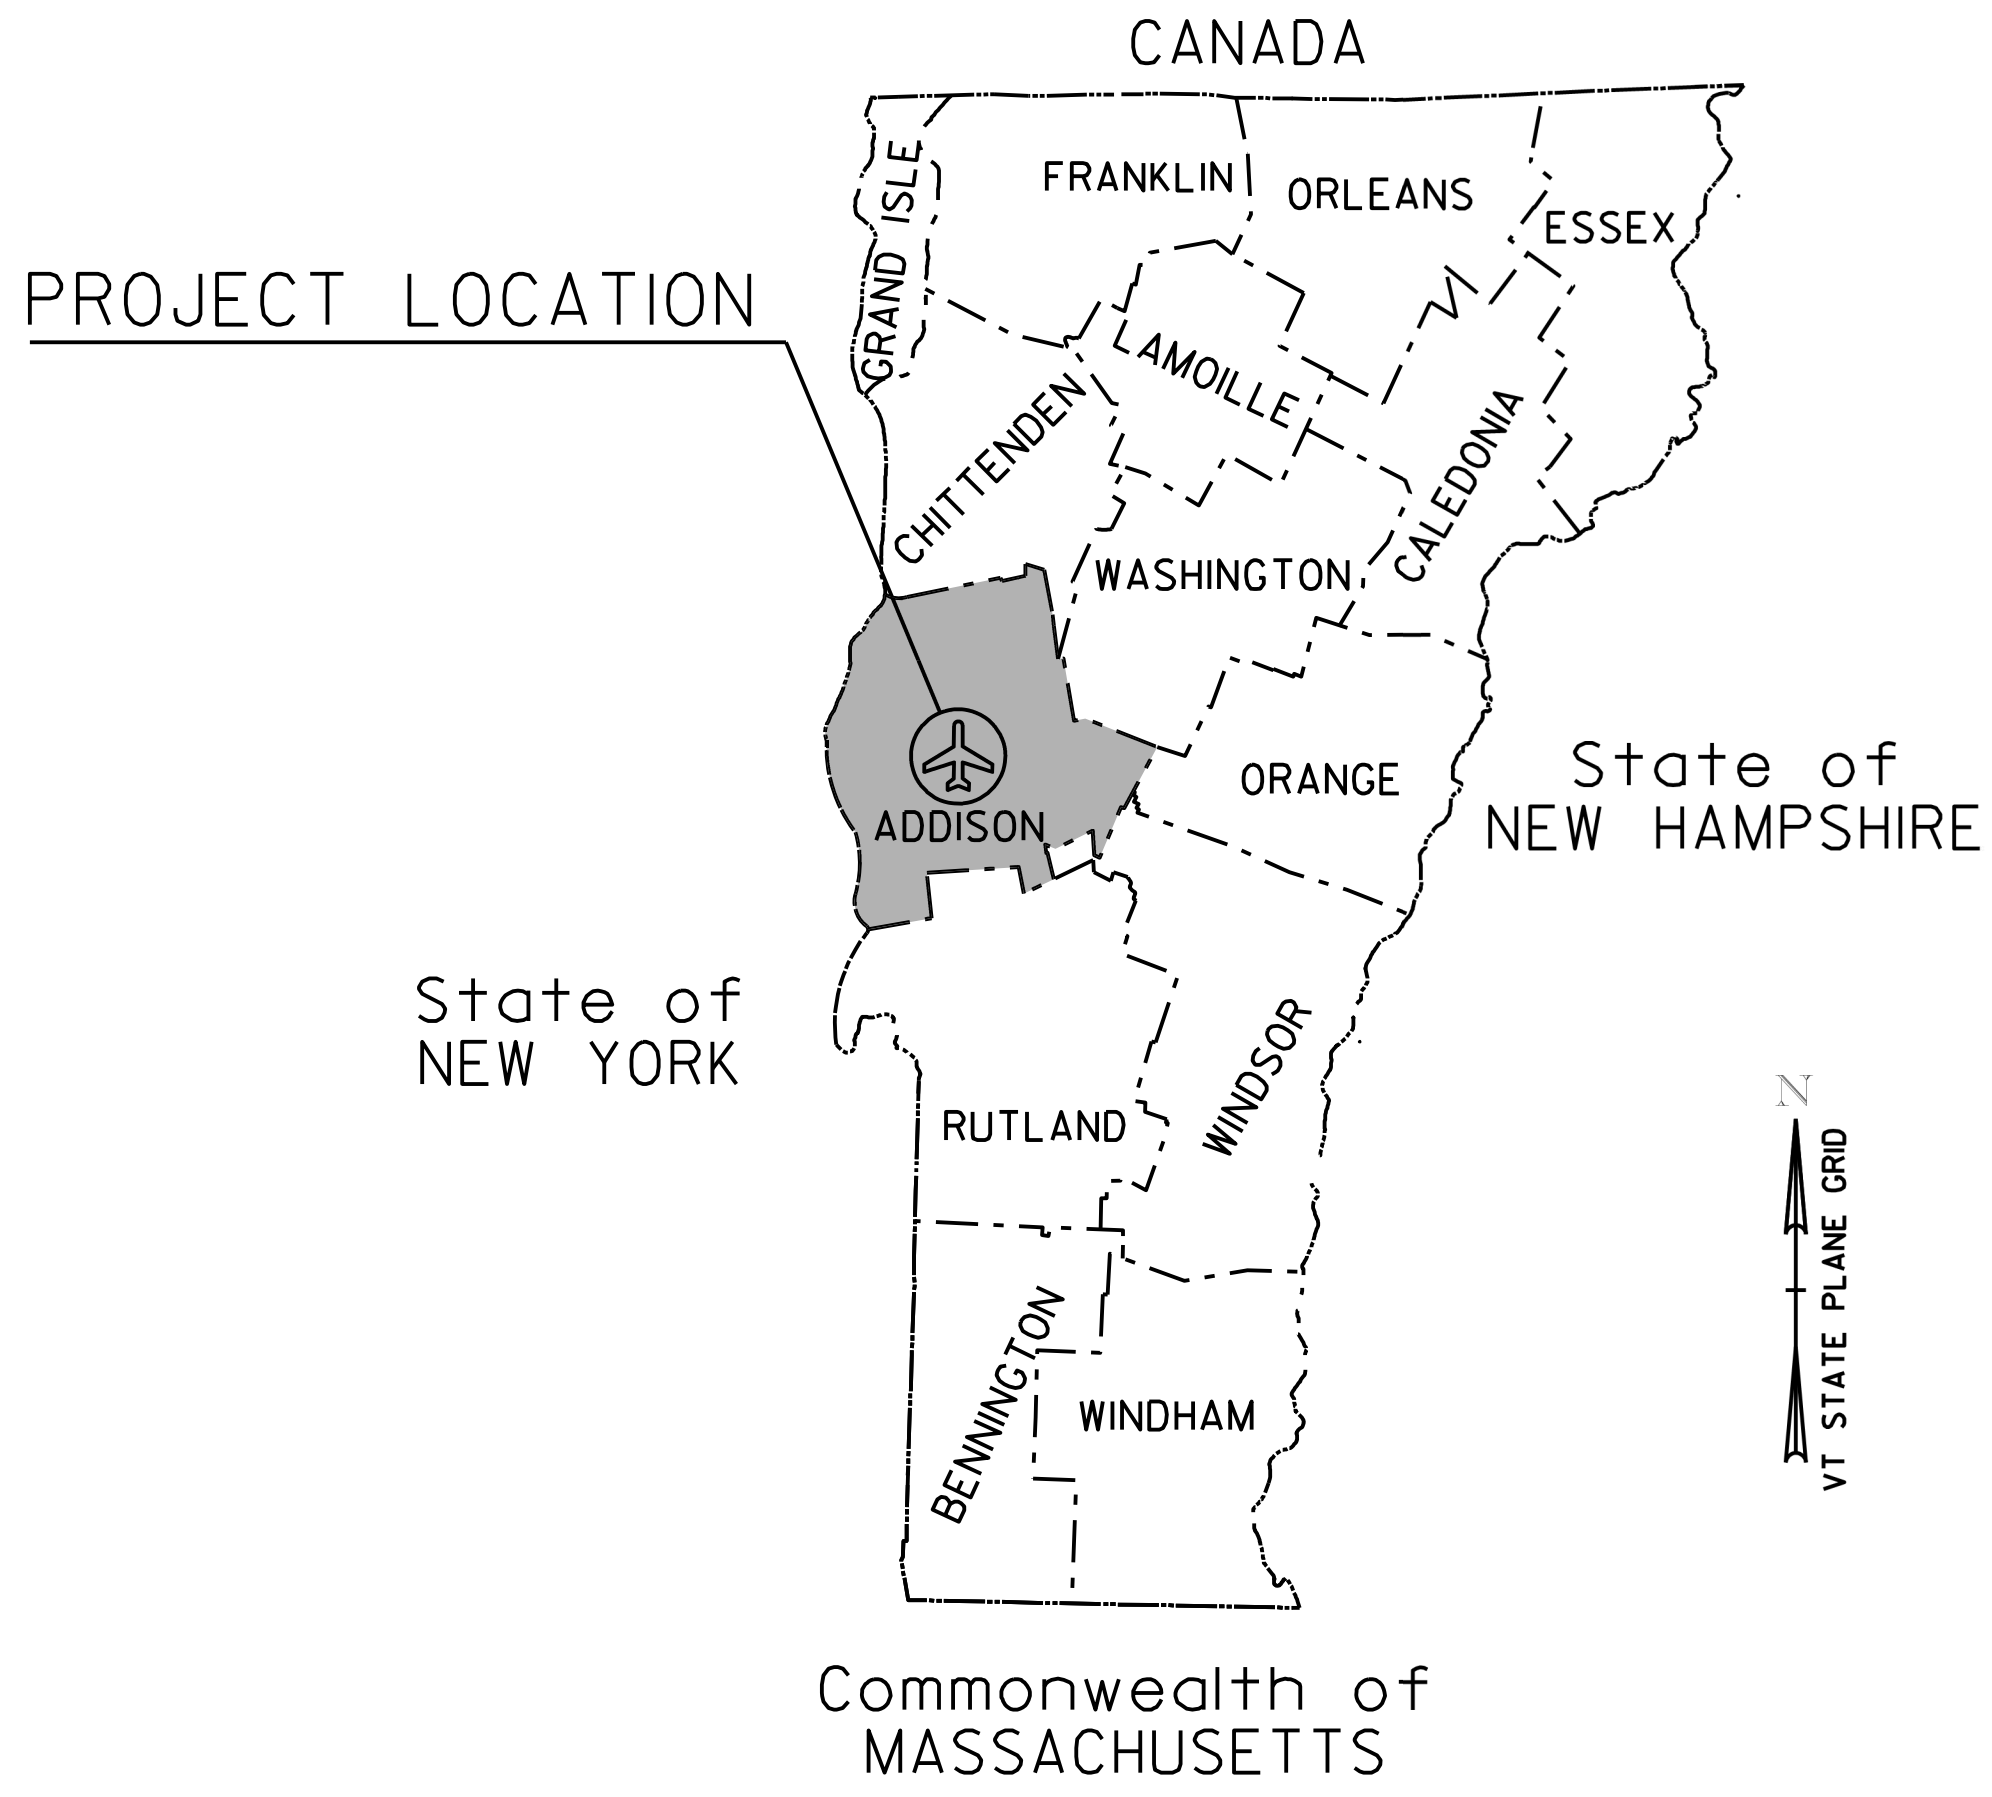 CANADA
FRANKLIN
ORLEANS
ESSEX
GRAND ISLE
PROJECT LOCATION
LAMOILLE
CHITTENDEN
CALEDONIA
WASHINGTON
ORANGE
ADDISON
State of
NEW HAMPSHIRE
State of
NEW YORK
WINDSOR
RUTLAND
N
VT STATE PLANE GRID
BENNINGTON
WINDHAM
Commonwealth of
MASSACHUSETTS